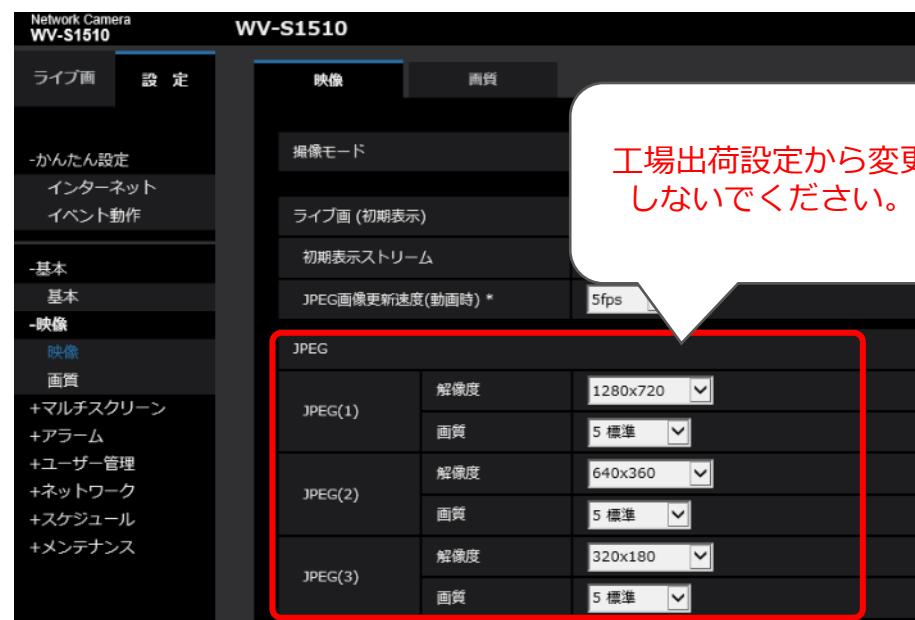 Network Camera
WV-S1510
WV-S1510
ライブ画
設 定
映像
画質
-かんたん設定
インターネット
イベント動作
-基本
基本
-映像
映像
画質
+マルチスクリーン
+アラーム
+ユーザー管理
+ネットワーク
+スケジュール
+メンテナンス
撮像モード
工場出荷設定から変更
しないでください。
ライブ画 (初期表示)
初期表示ストリーム
JPEG画像更新速度(動画時) *
5fps
JPEG
JPEG(1)
解像度
1280x720
画質
5 標準
JPEG(2)
解像度
640x360
画質
5 標準
JPEG(3)
解像度
320x180
画質
5 標準